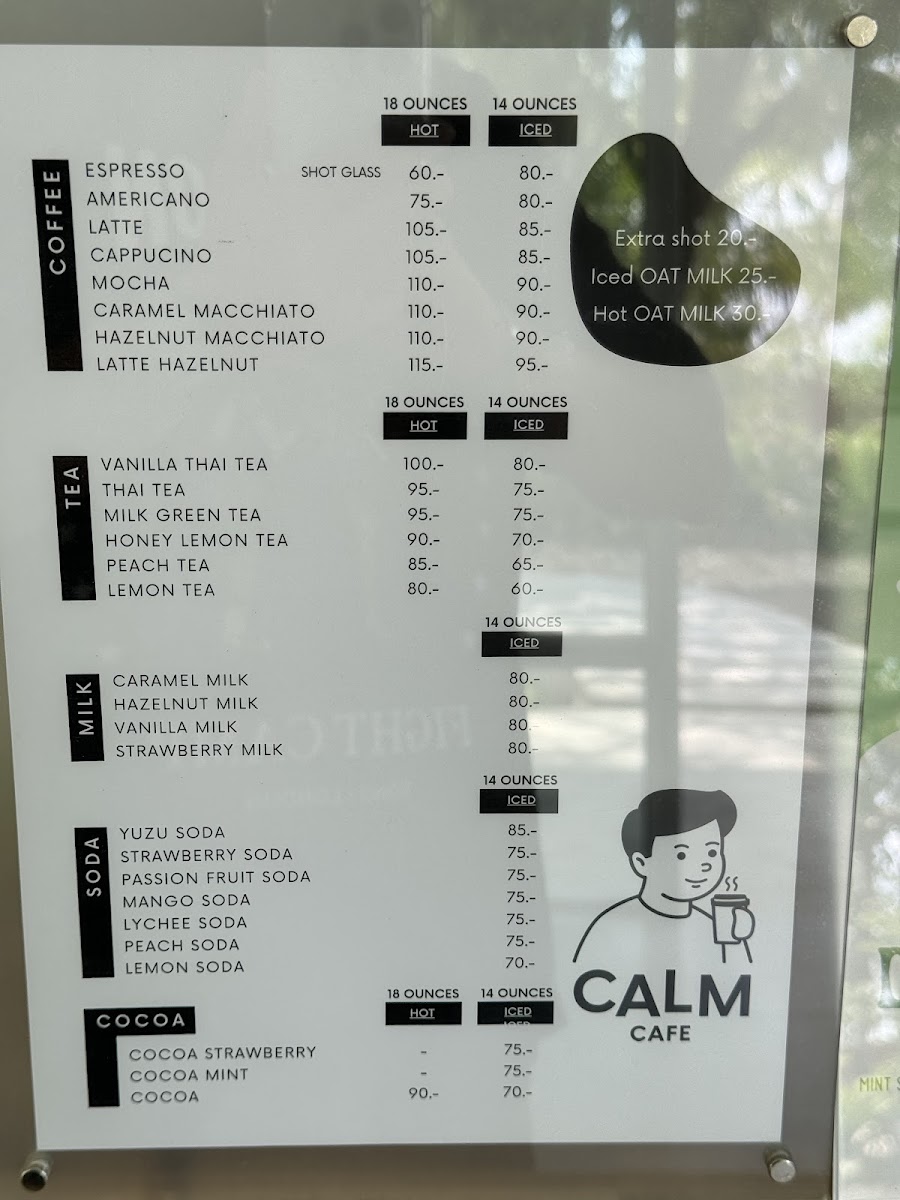 18 OUNCES 14 OUNCES
HOT ICED
COFFEE
ESPRESSO SHOT GLASS 60.- 80.-
AMERICANO 75.- 80.-
LATTE 105.- 85.-
CAPPUCINO 105.- 85.-
MOCHA 110.- 90.-
CARAMEL MACCHIATO 110.- 90.-
HAZELNUT MACCHIATO 110.- 90.-
LATTE HAZELNUT 115.- 95.-
Extra shot 20.-
Iced OAT MILK 25.-
Hot OAT MILK 30.-
18 OUNCES 14 OUNCES
HOT ICED
TEA
VANILLA THAI TEA 100.- 80.-
THAI TEA 95.- 75.-
MILK GREEN TEA 95.- 75.-
HONEY LEMON TEA 90.- 70.-
PEACH TEA 85.- 65.-
LEMON TEA 80.- 60.-
14 OUNCES
ICED
MILK
CARAMEL MILK 80.-
HAZELNUT MILK 80.-
VANILLA MILK 80.-
STRAWBERRY MILK 80.-
14 OUNCES
ICED
SODA
YUZU SODA 85.-
STRAWBERRY SODA 75.-
PASSION FRUIT SODA 75.-
MANGO SODA 75.-
LYCHEE SODA 75.-
PEACH SODA 75.-
LEMON SODA 70.-
18 OUNCES 14 OUNCES
HOT ICED
COCOA
COCOA STRAWBERRY - 75.-
COCOA MINT - 75.-
COCOA 90.- 70.-
CALM
CAFE
MINT